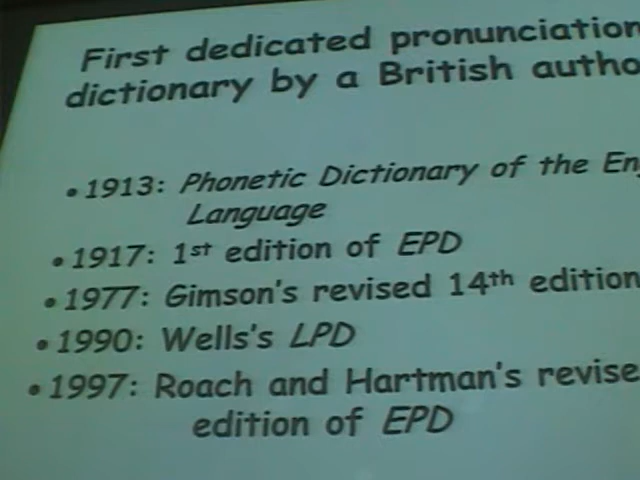 First dedicated pronunciation
dictionary by a British autho
• 1913: Phonetic Dictionary of the En
Language
• 1917: 1st edition of EPD
• 1977: Gimson's revised 14th edition
• 1990: Wells's LPD
• 1997: Roach and Hartman's revise
edition of EPD